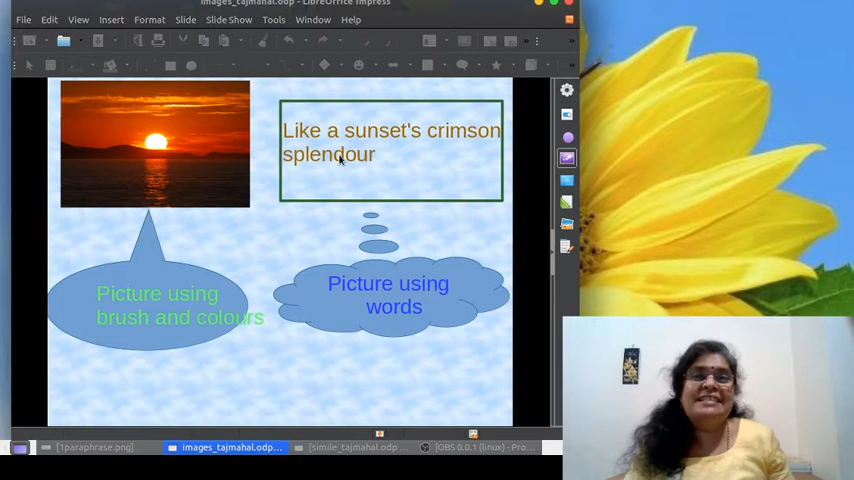 images_tajmahal.odp - LibreOffice Impress
File Edit View Insert Format Slide Slide Show Tools Window Help
Like a sunset's crimson
splendour
Picture using
brush and colours
Picture using
words
[1paraphrase.png]
images_tajmahal.odp...
[simile_tajmahal.odp ...
[OBS 0.0.1 (linux) - Pro...